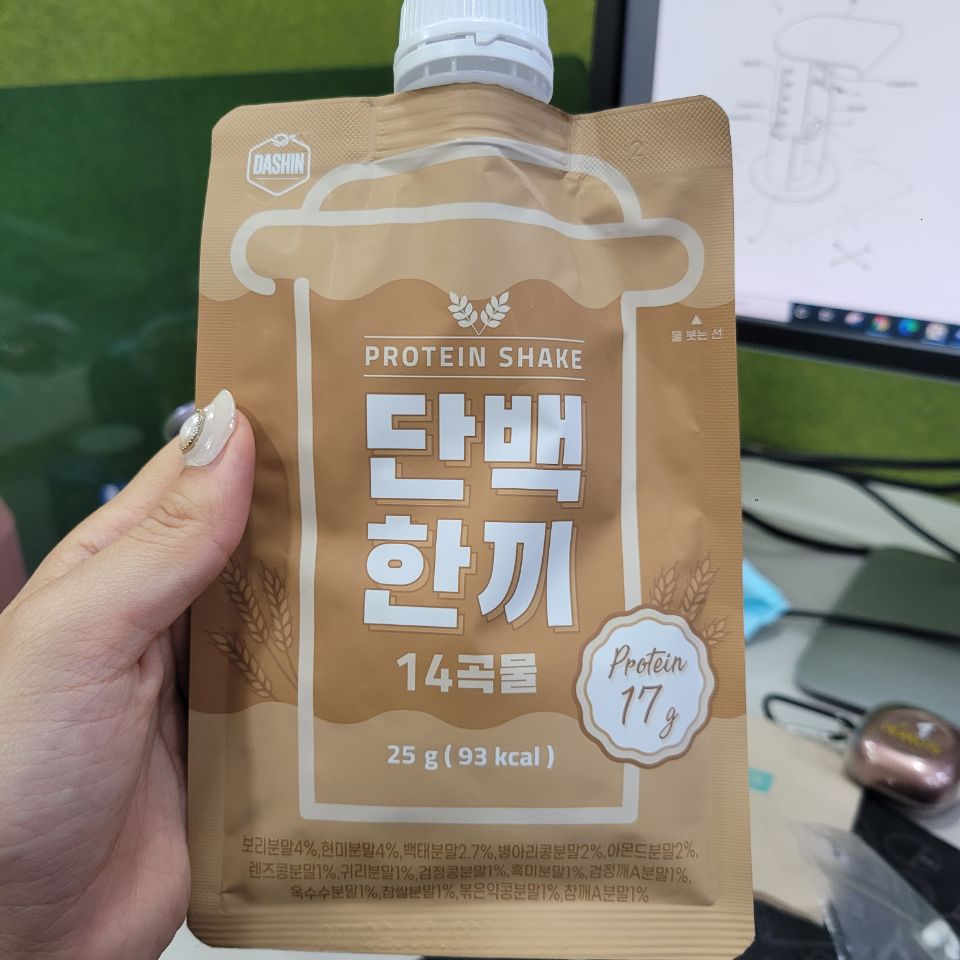 DASHIN
물 붓는 선
PROTEIN SHAKE
단백
한끼
14곡물
Protein
17g
25 g ( 93 kcal )
보리분말4%,현미분말4%,백태분말2.7%,병아리콩분말2%,아몬드분말2%,
렌즈콩분말1%,귀리분말1%,검정콩분말1%,흑미분말1%,검정깨A분말1%,
옥수수분말1%,찹쌀분말1%,볶은약콩분말1%,참깨A분말1%